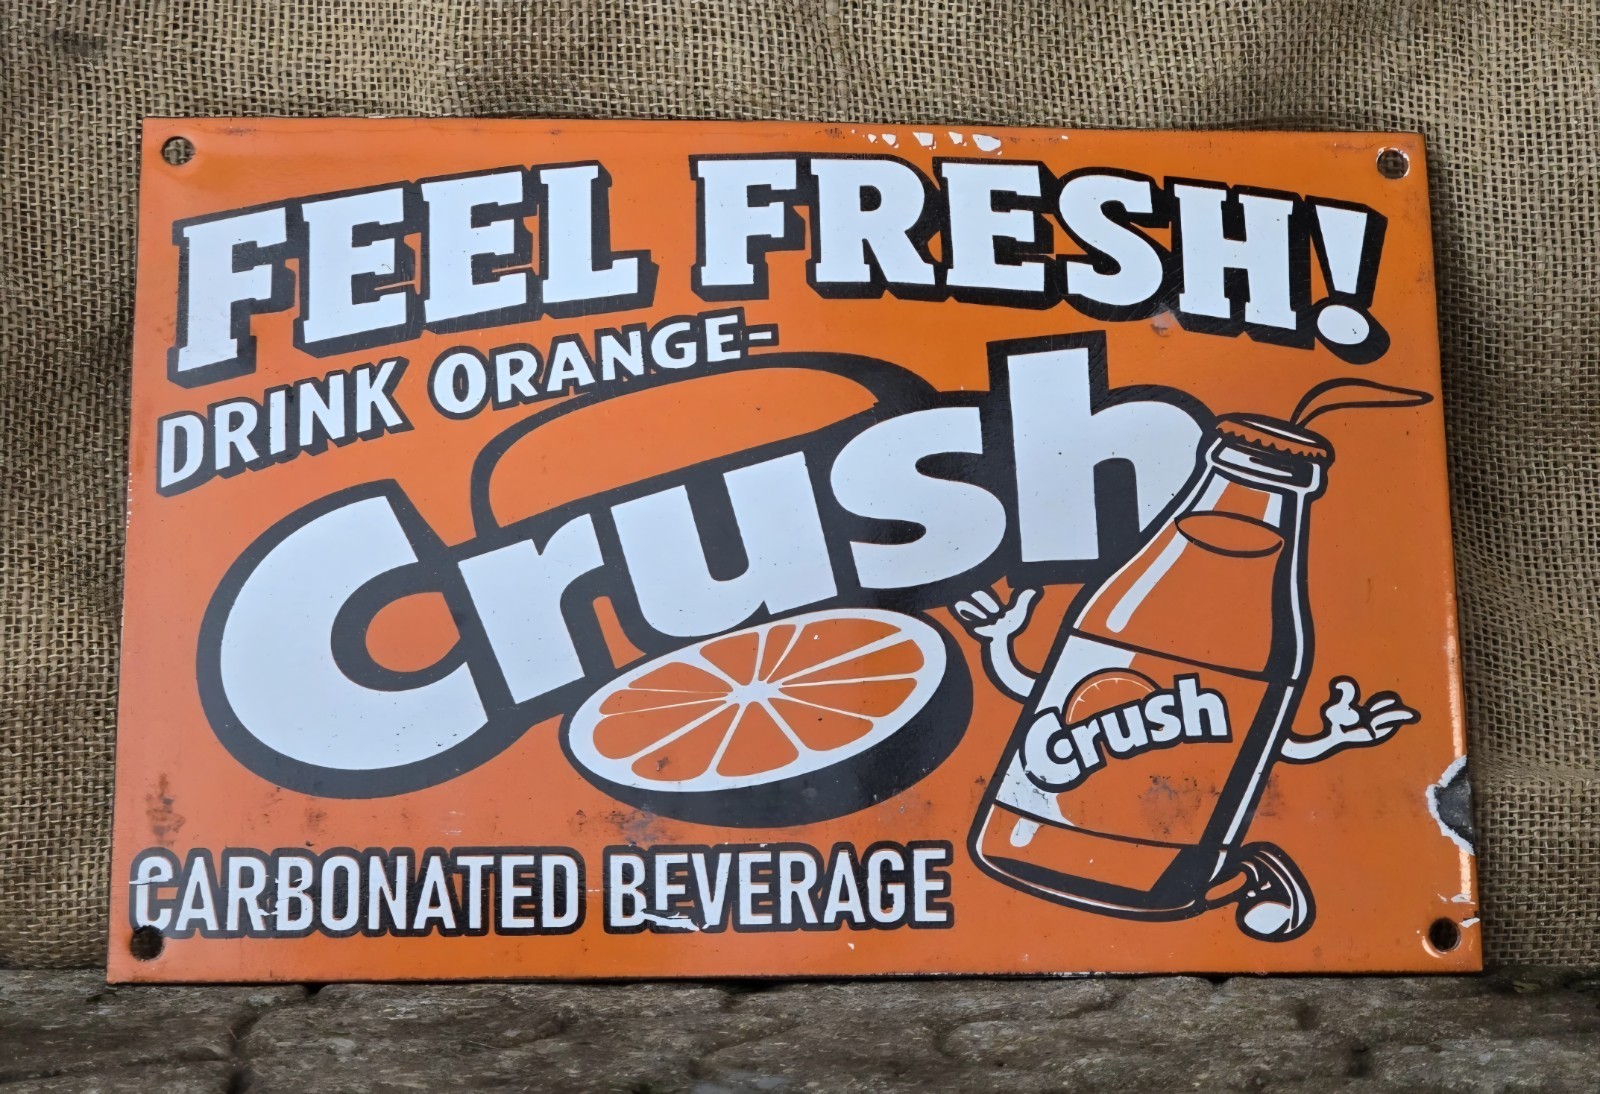 FEEL FRESH!
DRINK ORANGE-
Crush
Crush
CARBONATED BEVERAGE